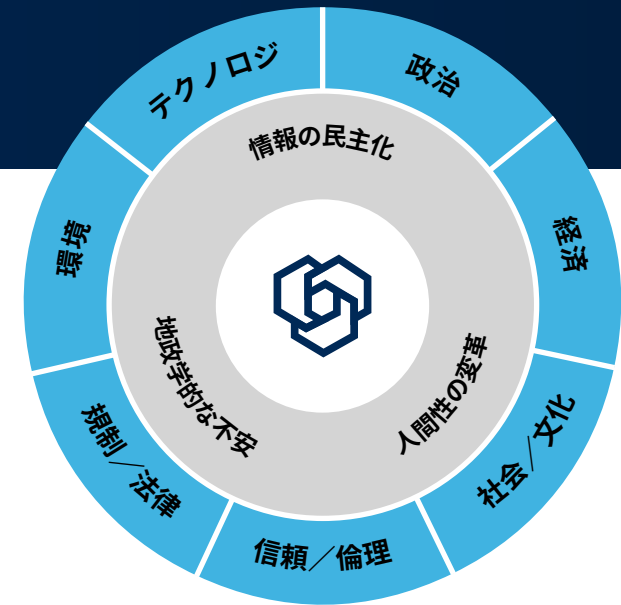 テクノロジ
政治
経済
社会／文化
信頼／倫理
規制／法律
環境
情報の民主化
人間性の変革
地政学的な不安